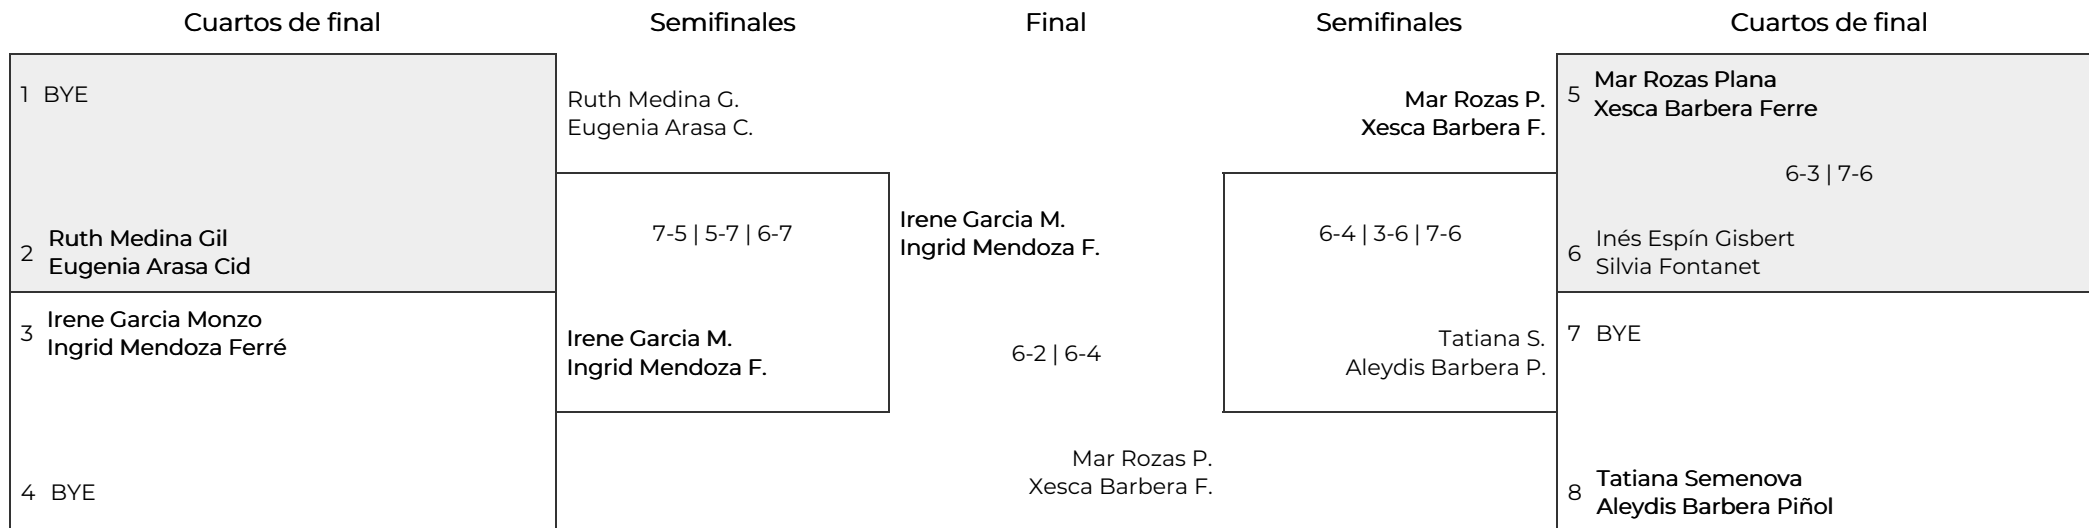 Cuartos de final
Semifinales
Final
Semifinales
Cuartos de final
1 BYE
2 Ruth Medina Gil
Eugenia Arasa Cid
3 Irene Garcia Monzo
Ingrid Mendoza Ferré
4 BYE
Ruth Medina G.
Eugenia Arasa C.
7-5 | 5-7 | 6-7
Irene Garcia M.
Ingrid Mendoza F.
Irene Garcia M.
Ingrid Mendoza F.
6-2 | 6-4
Mar Rozas P.
Xesca Barbera F.
Mar Rozas P.
Xesca Barbera F.
6-4 | 3-6 | 7-6
Tatiana S.
Aleydis Barbera P.
5 Mar Rozas Plana
Xesca Barbera Ferre
6-3 | 7-6
6 Inés Espín Gisbert
Silvia Fontanet
7 BYE
8 Tatiana Semenova
Aleydis Barbera Piñol